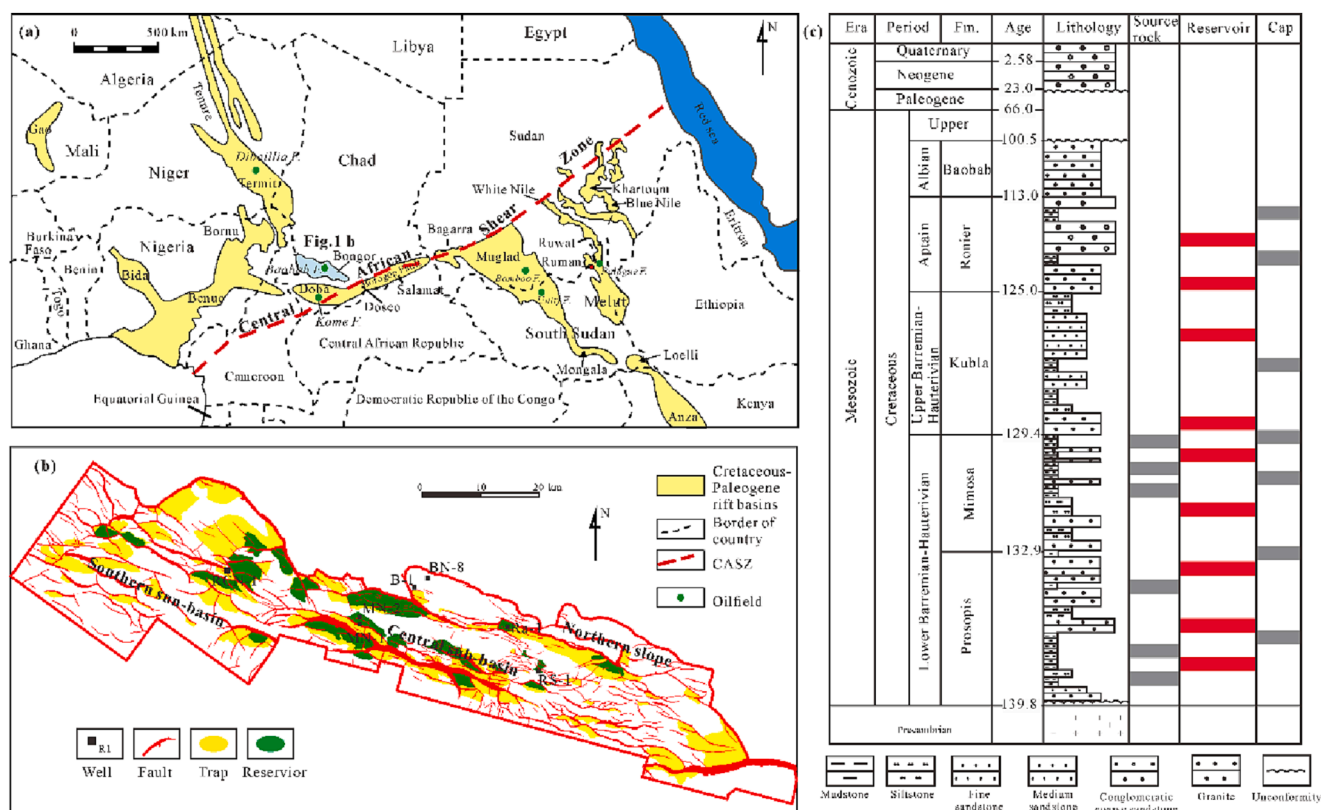 (a)
0 500 km
Libya
Egypt
N
Algeria
Tenere
Red sea
Gao
Mali
Niger
Chad
Sudan
Zone
Termit
White Nile
Khartoum
Blue Nile
Shear
Eritrea
Burkina
Faso
Nigeria
Bornu
Fig.1 b
Bongor
Bagarra
Ruwat
African
Muglad
Benin
Bida
Togo
Benue
Doba
Salamat
Doseo
Melut
Ethiopia
Ghana
Central
Kome F.
South Sudan
Central African Republic
Loelli
Mongala
Cameroon
Equatorial Guinea
Democratic Republic of the Congo
Kenya
Anza
(b)
0 10 20 km
N
Cretaceous-
Paleogene
rift basins
Border of
country
CASZ
Oilfield
BN-8
B-1
Southern sun-basin
Central sub-basin
Northern slope
RS-1
R1
Well
Fault
Trap
Reservior
(c)
Era
Period
Fm.
Age
Lithology
Source
rock
Reservoir
Cap
Cenozoic
Quaternary
2.58
Neogene
23.0
Paleogene
66.0
Mesozoic
Cretaceous
Upper
100.5
Albian
Baobab
113.0
Aptain
Ronier
125.0
Upper Barremian-
Hauterivian
Kubla
129.4
Lower Barremian-Hauterivian
Mimosa
132.9
Prosopis
139.8
Precambrian
Mudstone
Siltstone
Fine
sandstone
Medium
Conglomeratic
Granite
Unconformity